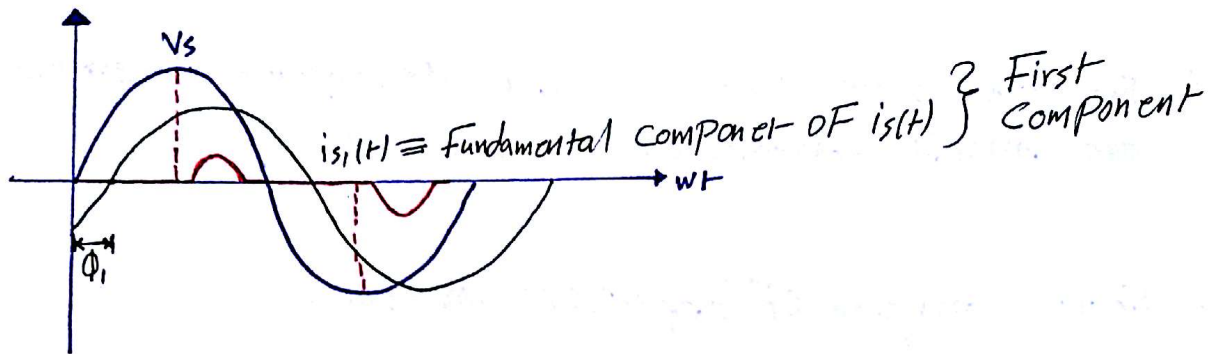 Vs
is₁(t) ≡ Fundamental componet OF is(t) } First
component
wt
Φ₁